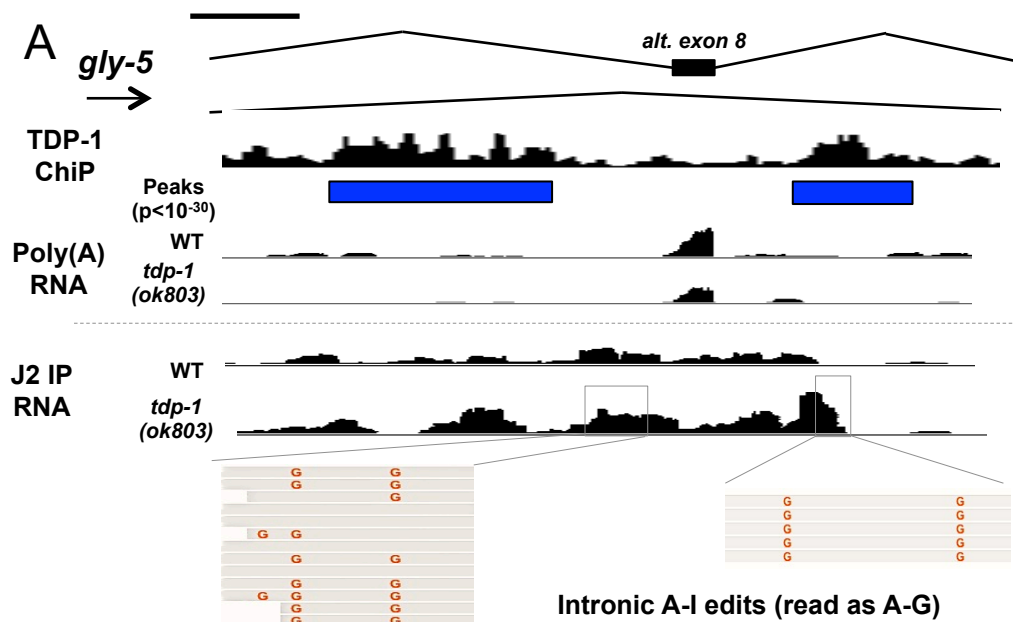 A
gly-5
alt. exon 8
TDP-1
ChiP
Peaks
(p<10⁻³⁰)
Poly(A)
RNA
WT
tdp-1
(ok803)
J2 IP
RNA
WT
tdp-1
(ok803)
G G
G G
G
G G
G G
G G
G G G
G G
G G
G G
G G
G G
G G
G G
Intronic A-I edits (read as A-G)